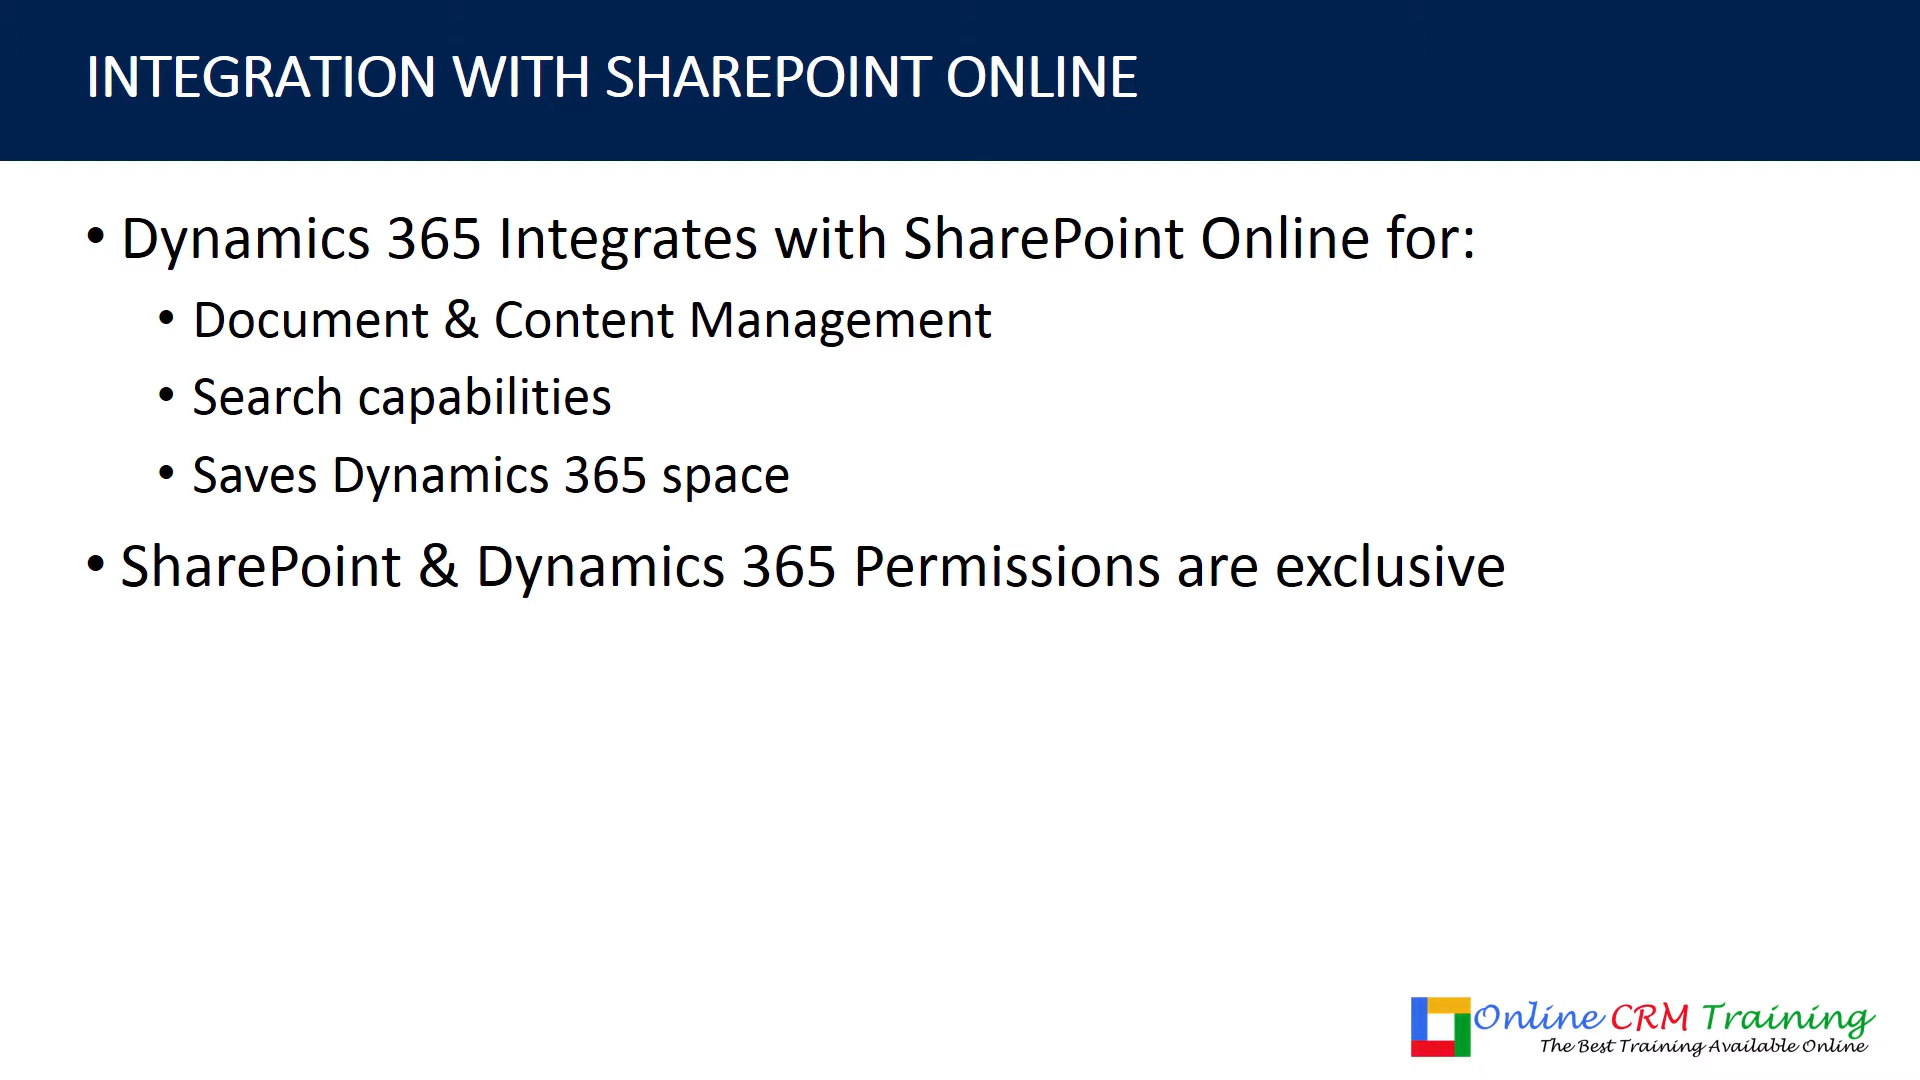 INTEGRATION WITH SHAREPOINT ONLINE
• Dynamics 365 Integrates with SharePoint Online for:
• Document & Content Management
• Search capabilities
• Saves Dynamics 365 space
• SharePoint & Dynamics 365 Permissions are exclusive
Online CRM Training
The Best Training Available Online